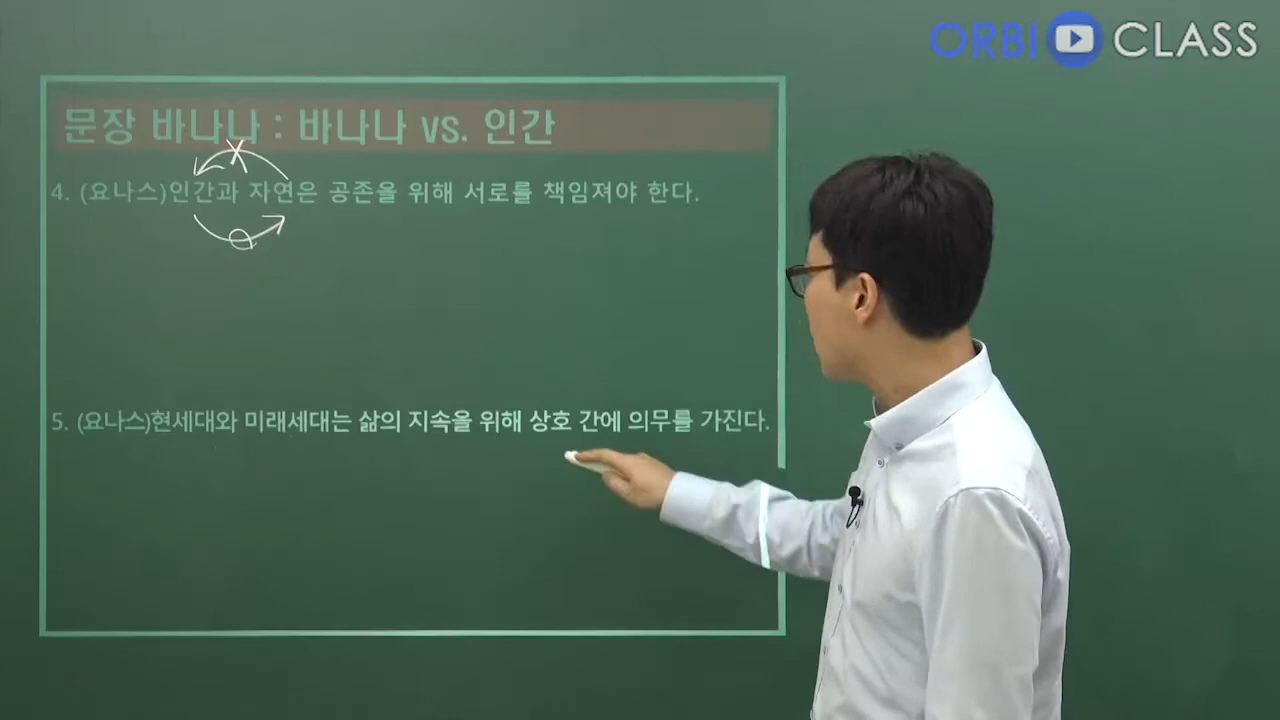 ORBI CLASS
문장 바나나 : 바나나 vs. 인간
4. (요나스)인간과 자연은 공존을 위해 서로를 책임져야 한다.
5. (요나스)현세대와 미래세대는 삶의 지속을 위해 상호 간에 의무를 가진다.